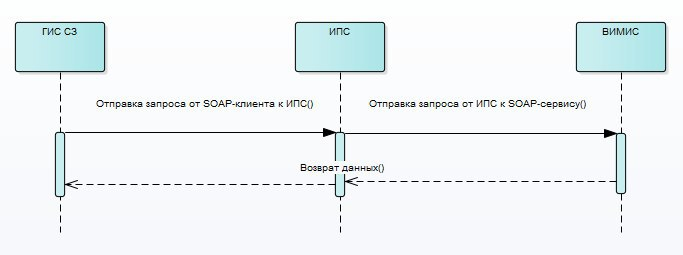 ГИС СЗ
ИПС
ВИМИС
Отправка запроса от SOAP-клиента к ИПС()
Отправка запроса от ИПС к SOAP-сервису()
Возврат данных()